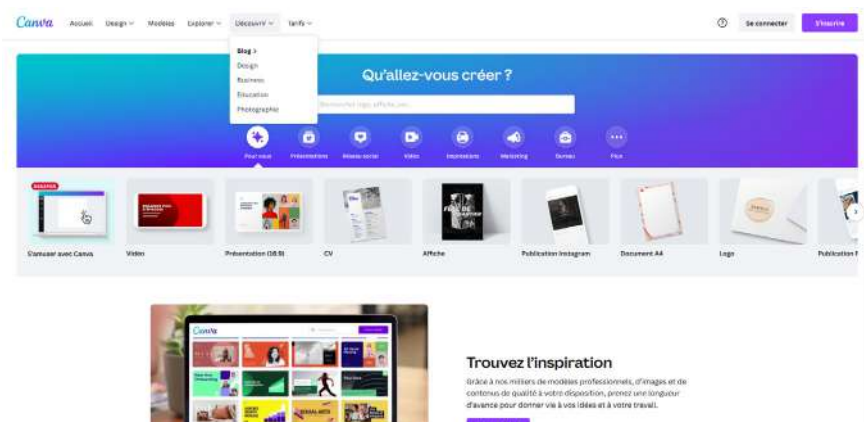 Canva Accueil Design Modèles Explorer Découvrir Tarifs Se connecter S'inscrire
Blog >
Design
Business
Education
Photographie
Qu'allez-vous créer ?
Pour vous Présentations Réseau social Vidéo Impressions Marketing Bureau Plus
S'amuser avec Canva Vidéo Présentation (16:9) CV Affiche Publication Instagram Document A4 Logo Publication F
Canva
Trouvez l'inspiration
Grâce à nos milliers de modèles professionnels, d'images et de
contenus de qualité à votre disposition, prenez une longueur
d'avance pour donner vie à vos idées et à votre travail.